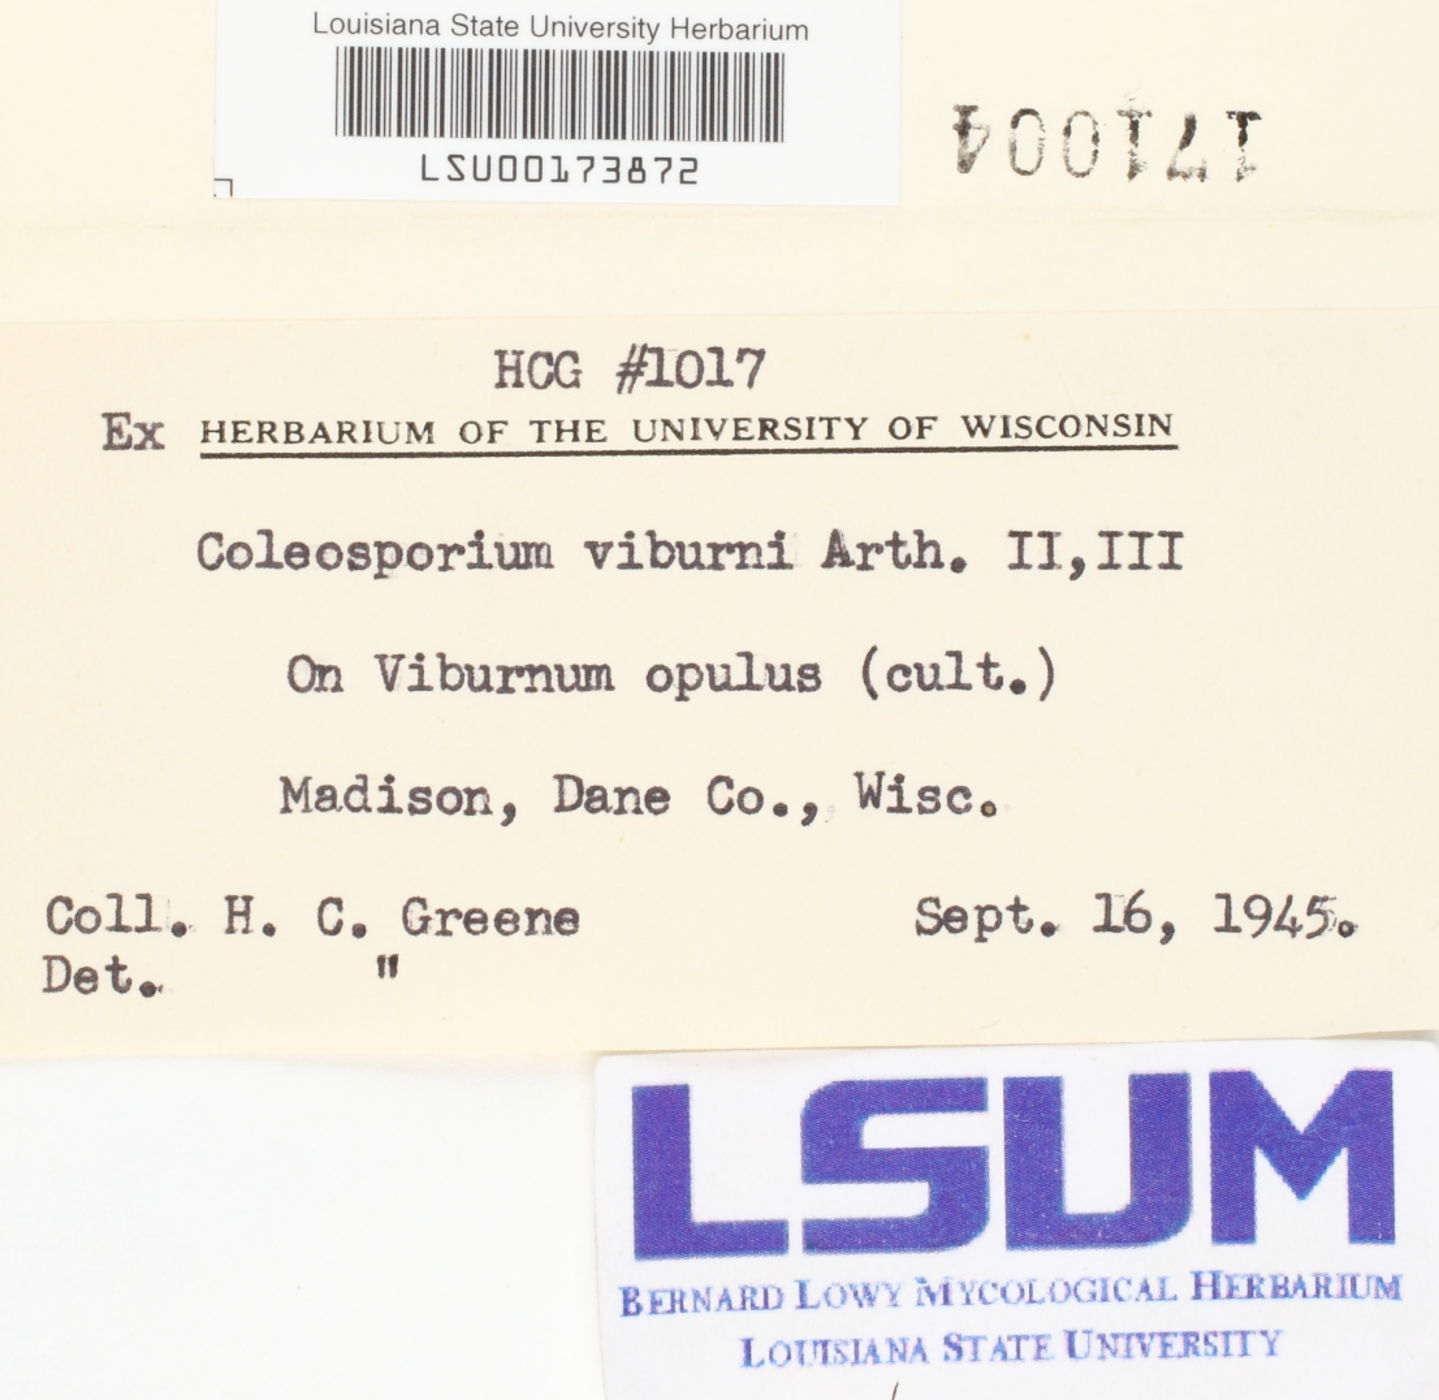 Louisiana State University Herbarium
LSU00173872
171004
HCG #1017
Ex HERBARIUM OF THE UNIVERSITY OF WISCONSIN
Coleosporium viburni Arth. II,III
On Viburnum opulus (cult.)
Madison, Dane Co., Wisc.
Coll. H. C. Greene Sept. 16, 1945.
Det. "
LSUM
BERNARD LOWY MYCOLOGICAL HERBARIUM
LOUISIANA STATE UNIVERSITY